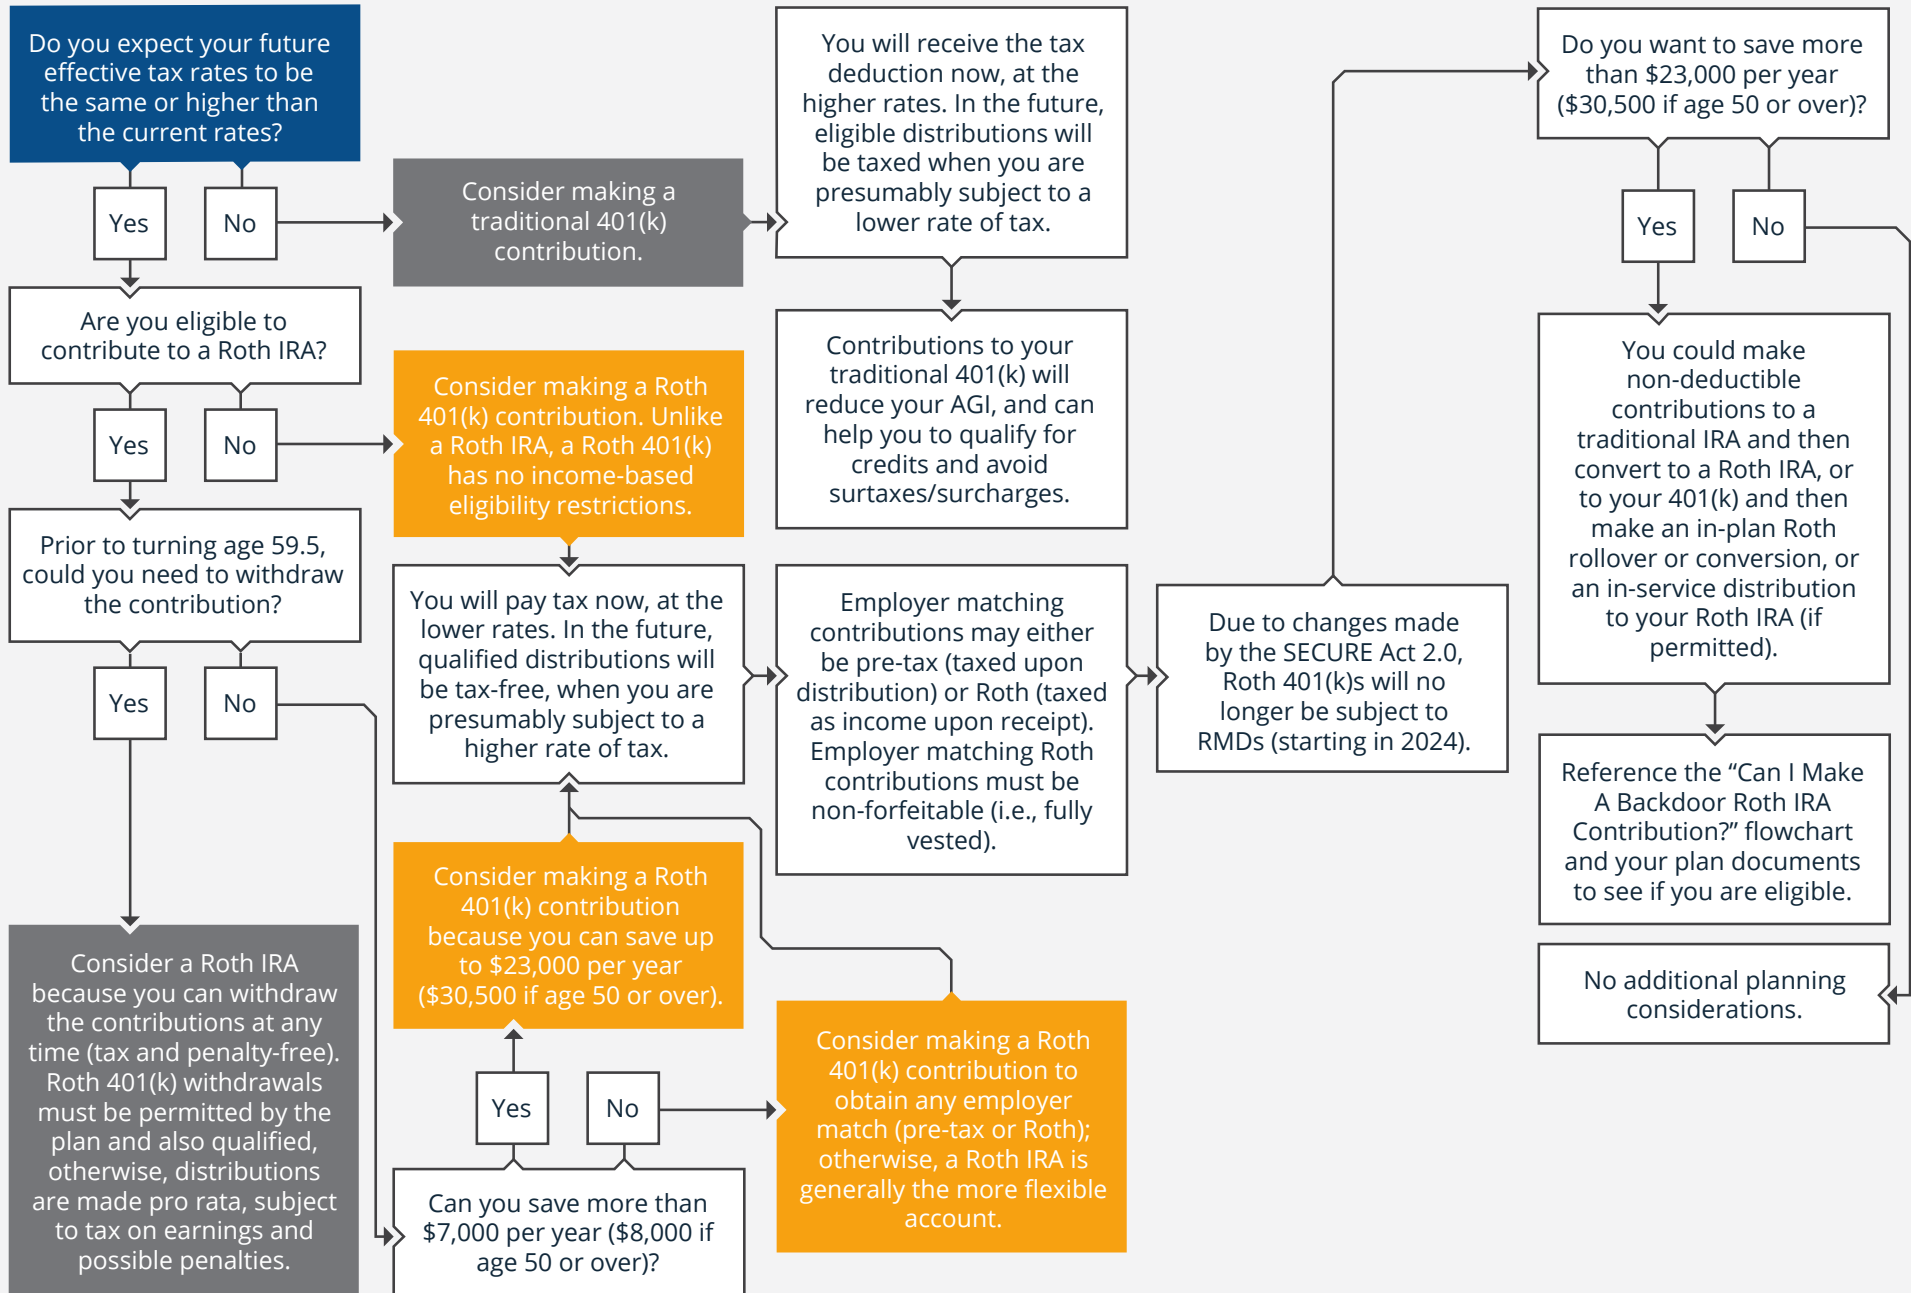 Do you expect your future
effective tax rates to be
the same or higher than
the current rates?
Yes
No
Are you eligible to
contribute to a Roth IRA?
Yes
No
Prior to turning age 59.5,
could you need to withdraw
the contribution?
Yes
No
Consider a Roth IRA
because you can withdraw
the contributions at any
time (tax and penalty-free).
Roth 401(k) withdrawals
must be permitted by the
plan and also qualified,
otherwise, distributions
are made pro rata, subject
to tax on earnings and
possible penalties.
Consider making a
traditional 401(k)
contribution.
Consider making a Roth
401(k) contribution. Unlike
a Roth IRA, a Roth 401(k)
has no income-based
eligibility restrictions.
You will pay tax now, at the
lower rates. In the future,
qualified distributions will
be tax-free, when you are
presumably subject to a
higher rate of tax.
Consider making a Roth
401(k) contribution
because you can save up
to $23,000 per year
($30,500 if age 50 or over).
Yes
No
Can you save more than
$7,000 per year ($8,000 if
age 50 or over)?
You will receive the tax
deduction now, at the
higher rates. In the future,
eligible distributions will
be taxed when you are
presumably subject to a
lower rate of tax.
Contributions to your
traditional 401(k) will
reduce your AGI, and can
help you to qualify for
credits and avoid
surtaxes/surcharges.
Employer matching
contributions may either
be pre-tax (taxed upon
distribution) or Roth (taxed
as income upon receipt).
Employer matching Roth
contributions must be
non-forfeitable (i.e., fully
vested).
Consider making a Roth
401(k) contribution to
obtain any employer
match (pre-tax or Roth);
otherwise, a Roth IRA is
generally the more flexible
account.
Due to changes made
by the SECURE Act 2.0,
Roth 401(k)s will no
longer be subject to
RMDs (starting in 2024).
Do you want to save more
than $23,000 per year
($30,500 if age 50 or over)?
Yes
No
You could make
non-deductible
contributions to a
traditional IRA and then
convert to a Roth IRA, or
to your 401(k) and then
make an in-plan Roth
rollover or conversion, or
an in-service distribution
to your Roth IRA (if
permitted).
Reference the “Can I Make
A Backdoor Roth IRA
Contribution?” flowchart
and your plan documents
to see if you are eligible.
No additional planning
considerations.